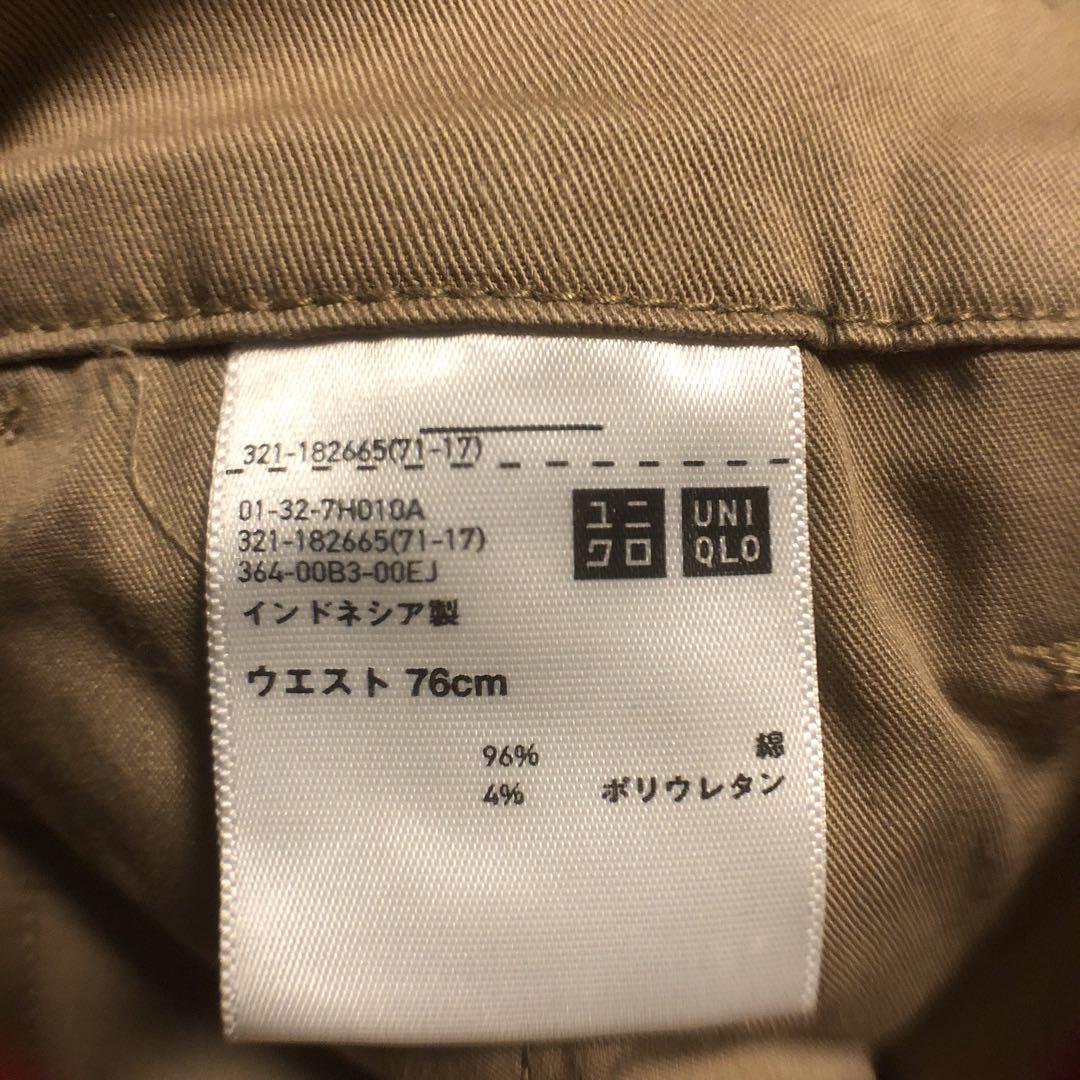 321-182665(71-17)
01-32-7H010A
321-182665(71-17)
364-00B3-00EJ
ユニ
クロ
UNI
QLO
インドネシア製
ウエスト 76cm
96% 綿
4% ポリウレタン